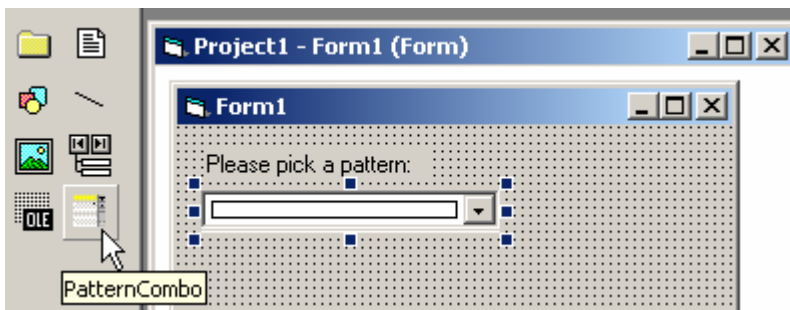 Project1 - Form1 (Form)
Form1
Please pick a pattern:
OLE
PatternCombo